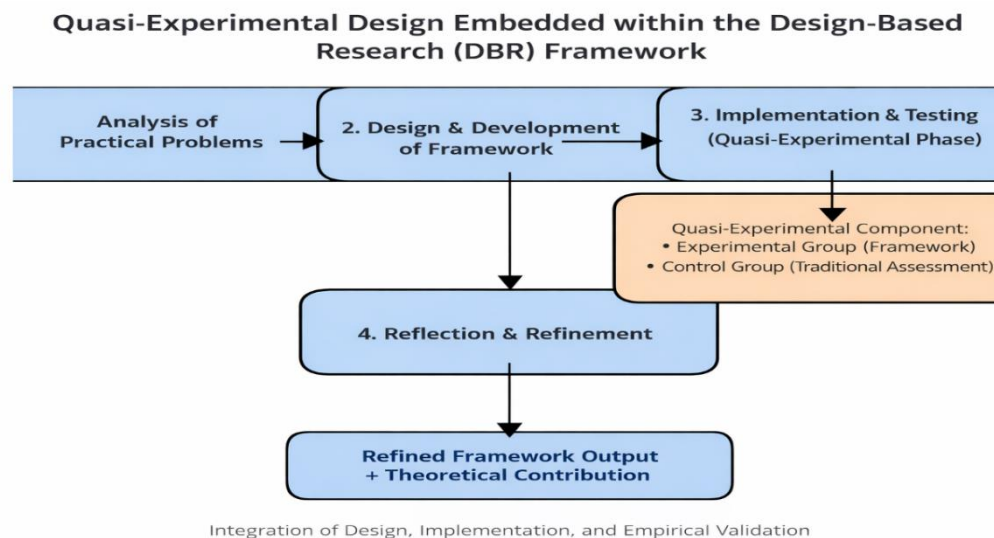 Quasi-Experimental Design Embedded within the Design-Based
Research (DBR) Framework
Analysis of
Practical Problems
2. Design & Development
of Framework
3. Implementation & Testing
(Quasi-Experimental Phase)
Quasi-Experimental Component:
• Experimental Group (Framework)
• Control Group (Traditional Assessment)
4. Reflection & Refinement
Refined Framework Output
+ Theoretical Contribution
Integration of Design, Implementation, and Empirical Validation